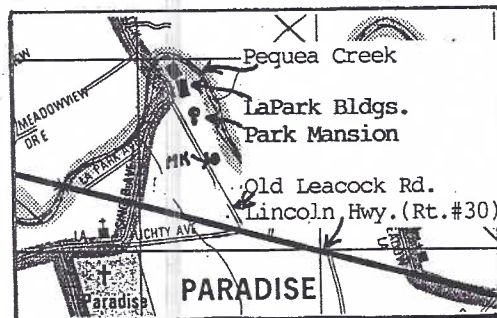 Pequea Creek
LaPark Bldgs.
Park Mansion
MEADOWVIEW
DR E
LA PARK AVE
MK
Old Leacock Rd.
Lincoln Hwy.(Rt.#30)
LA
Paradise
PARADISE